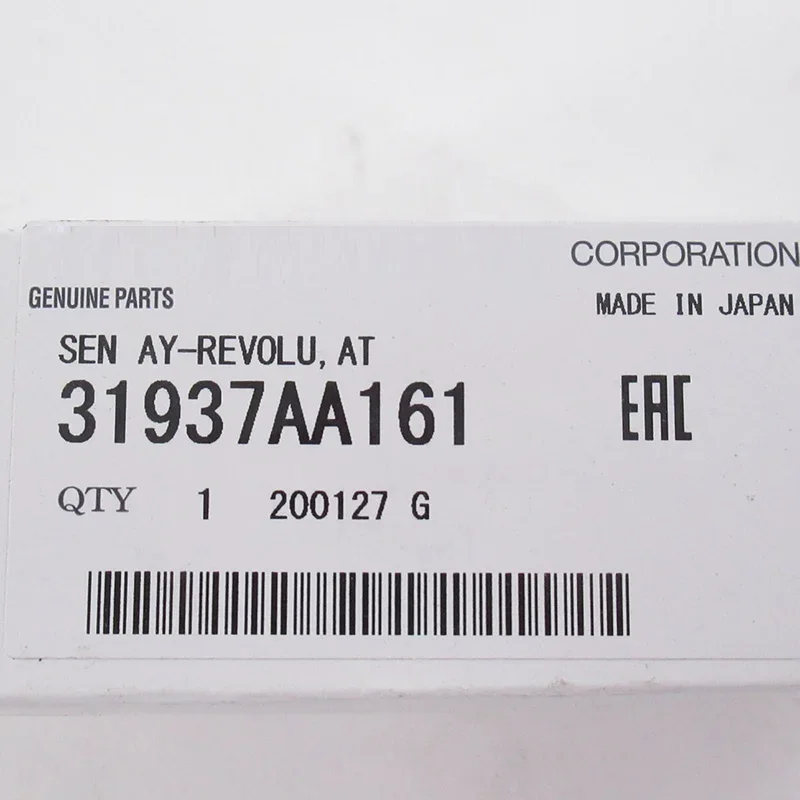 CORPORATION
GENUINE PARTS
MADE IN JAPAN
SEN AY-REVOLU, AT
31937AA161
EAC
QTY 1 200127 G